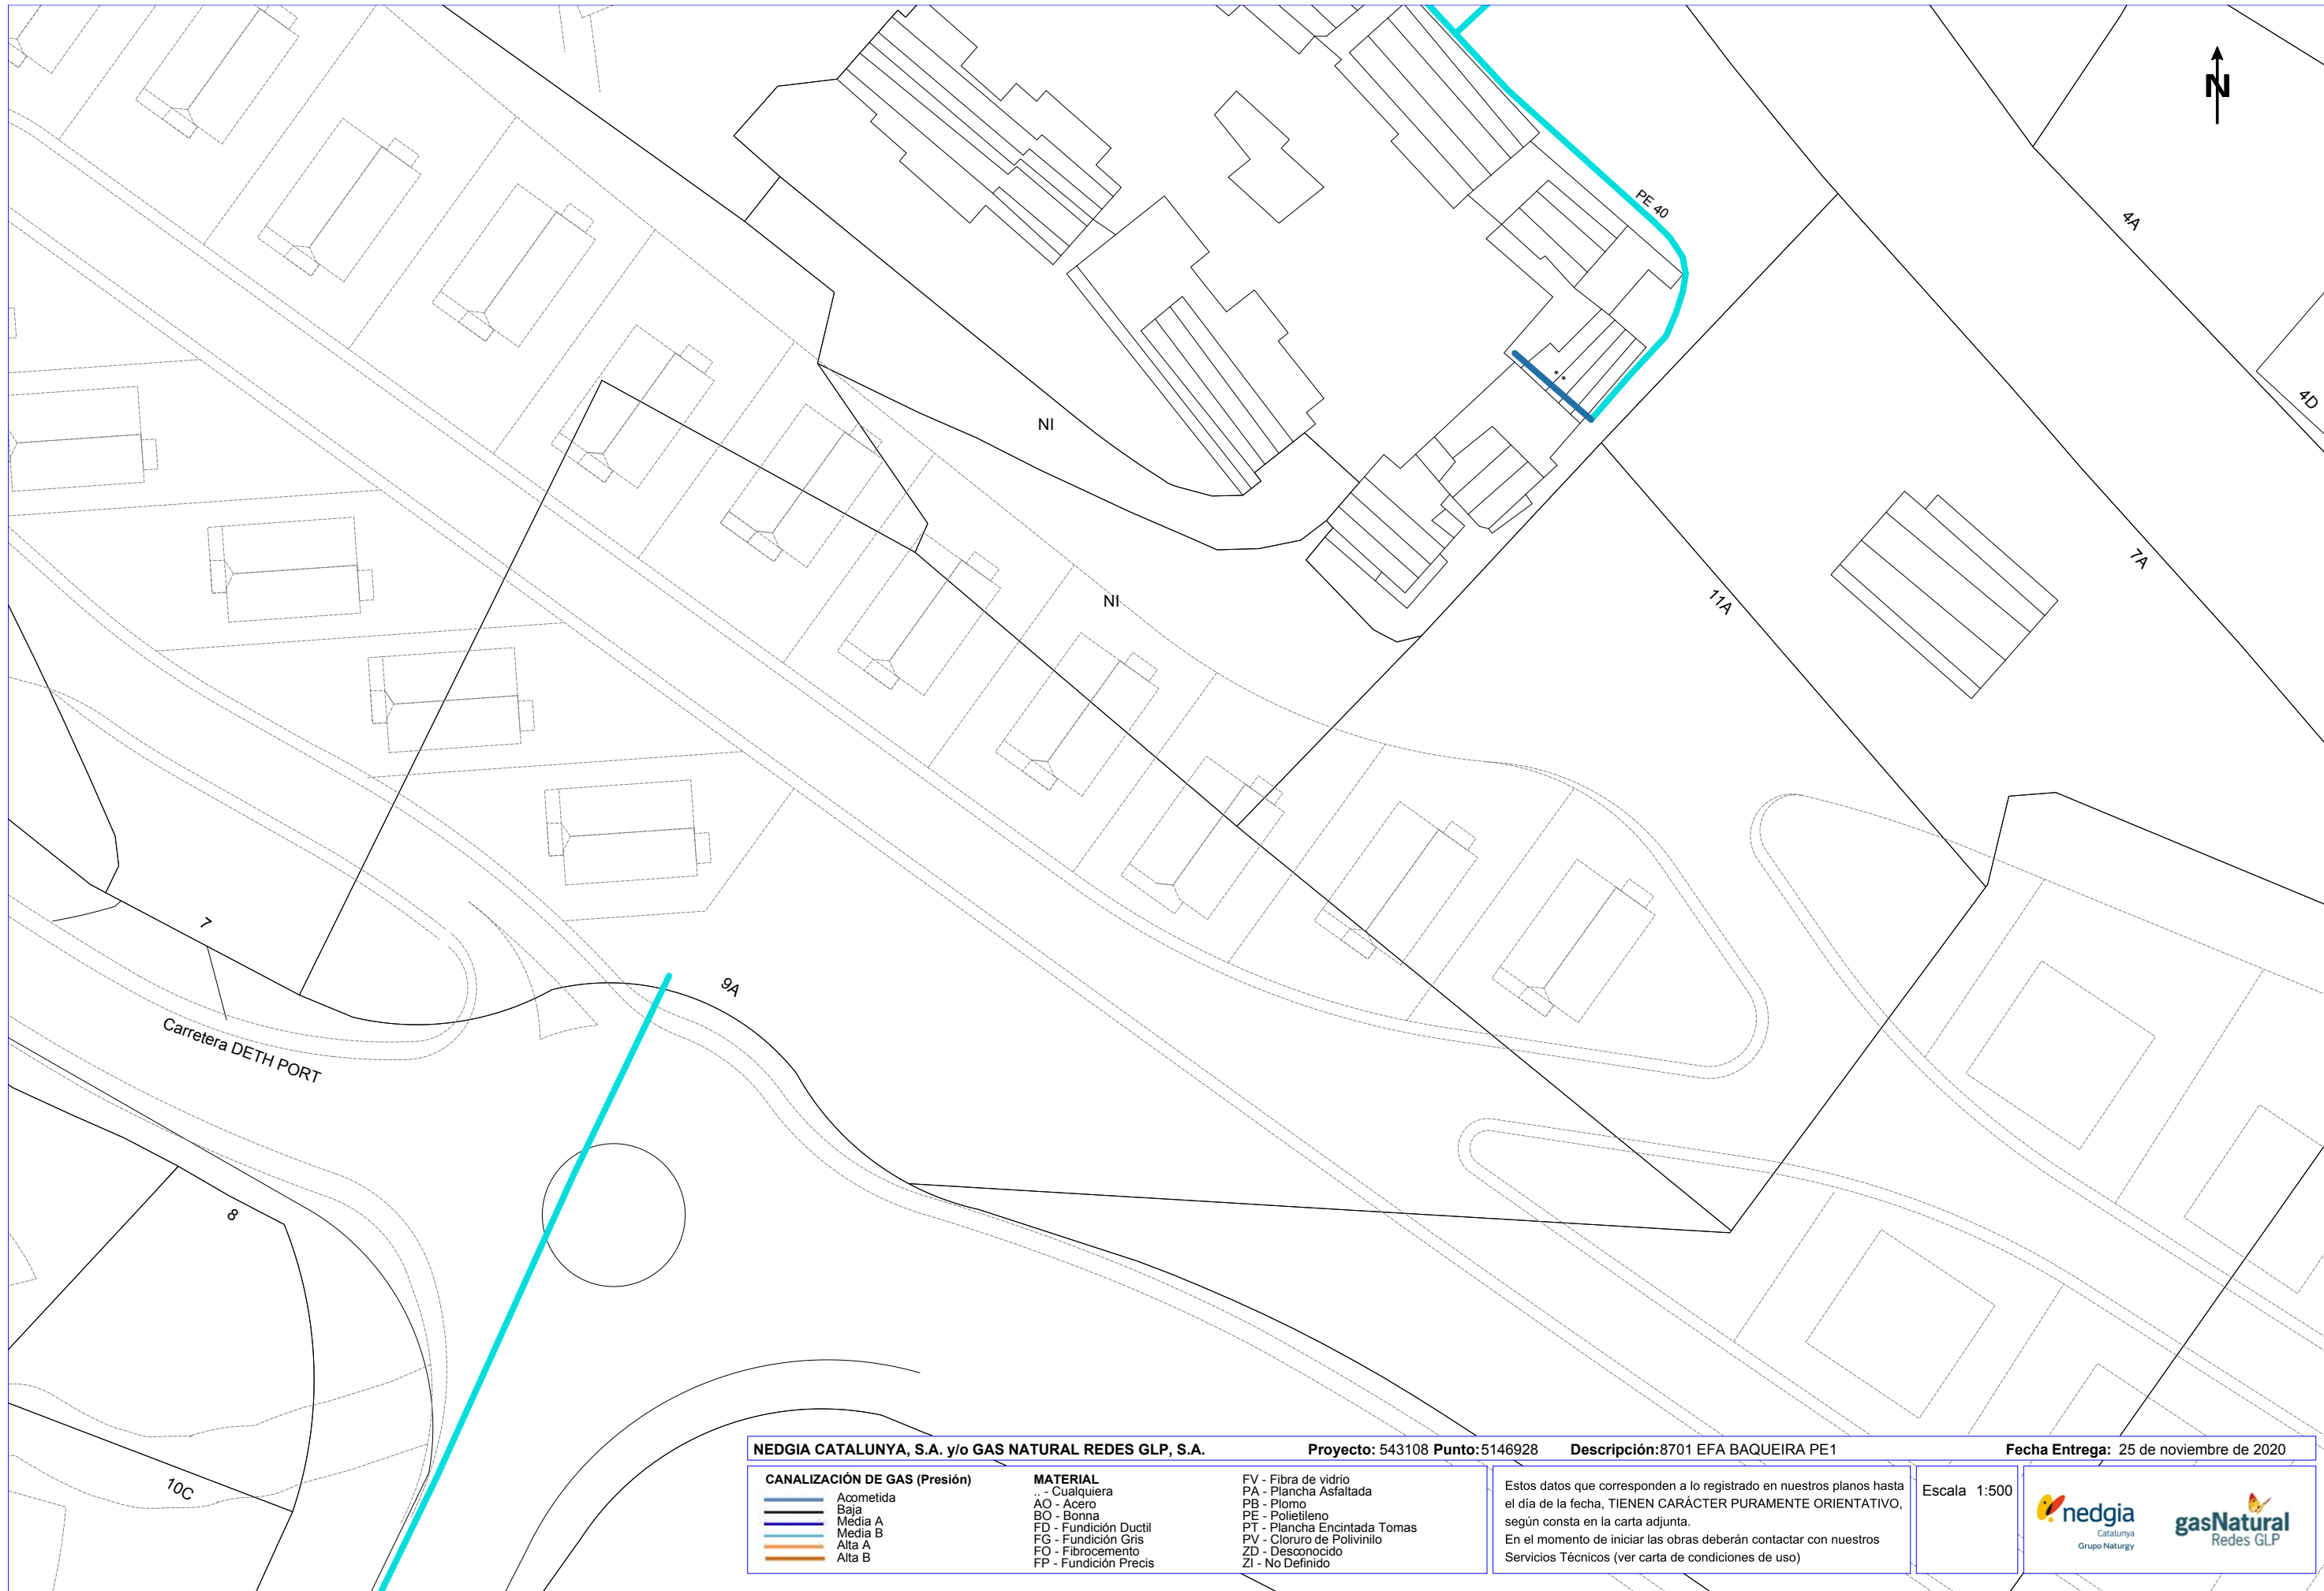 N
PE 40
4A
4D
NI
7A
NI
11A
7
9A
Carretera DETH PORT
8
10C
**
NEDGIA CATALUNYA, S.A. y/o GAS NATURAL REDES GLP, S.A. Proyecto: 543108 Punto:5146928 Descripción:8701 EFA BAQUEIRA PE1 Fecha Entrega: 25 de noviembre de 2020
CANALIZACIÓN DE GAS (Presión)
Acometida
Baja
Media A
Media B
Alta A
Alta B
MATERIAL
.. - Cualquiera
AO - Acero
BO - Bonna
FD - Fundición Ductil
FG - Fundición Gris
FO - Fibrocemento
FP - Fundición Precis
FV - Fibra de vidrio
PA - Plancha Asfaltada
PB - Plomo
PE - Polietileno
PT - Plancha Encintada Tomas
PV - Cloruro de Polivinilo
ZD - Desconocido
ZI - No Definido
Estos datos que corresponden a lo registrado en nuestros planos hasta
el día de la fecha, TIENEN CARÁCTER PURAMENTE ORIENTATIVO,
según consta en la carta adjunta.
En el momento de iniciar las obras deberán contactar con nuestros
Servicios Técnicos (ver carta de condiciones de uso)
Escala 1:500
nedgia
Catalunya
Grupo Naturgy
gasNatural
Redes GLP